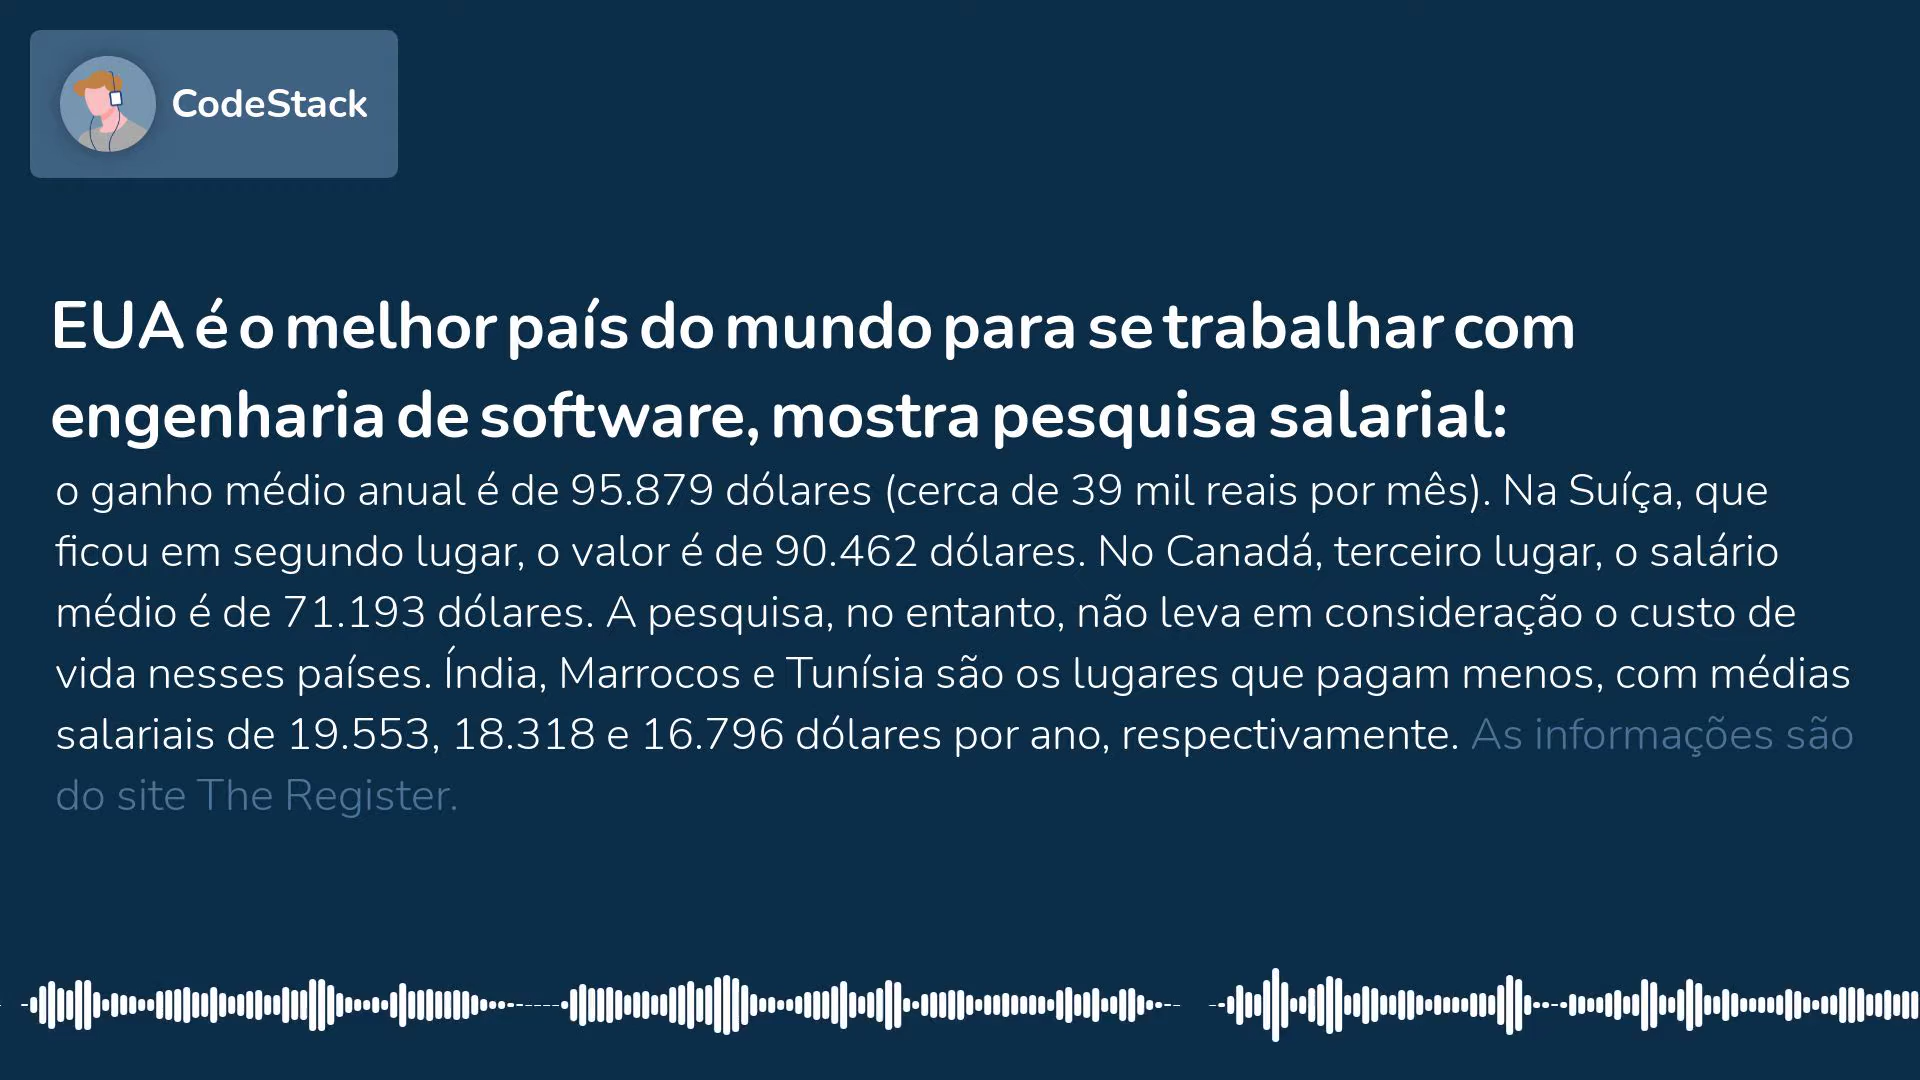 CodeStack
EUA é o melhor país do mundo para se trabalhar com
engenharia de software, mostra pesquisa salarial:
o ganho médio anual é de 95.879 dólares (cerca de 39 mil reais por mês). Na Suíça, que
ficou em segundo lugar, o valor é de 90.462 dólares. No Canadá, terceiro lugar, o salário
médio é de 71.193 dólares. A pesquisa, no entanto, não leva em consideração o custo de
vida nesses países. Índia, Marrocos e Tunísia são os lugares que pagam menos, com médias
salariais de 19.553, 18.318 e 16.796 dólares por ano, respectivamente. As informações são
do site The Register.